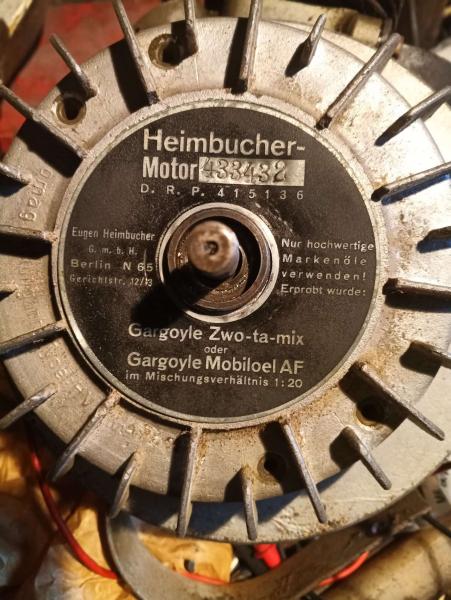 Heimbucher-
Motor 433432
D. R. P. 415136
Eugen Heimbucher
G. m. b. H.
Berlin N 65
Gerichtstr. 12/13
Nur hochwertige
Markenöle
verwenden!
Erprobt wurde:
Gargoyle Zwo-ta-mix
oder
Gargoyle Mobiloel AF
im Mischungsverhältnis 1:20